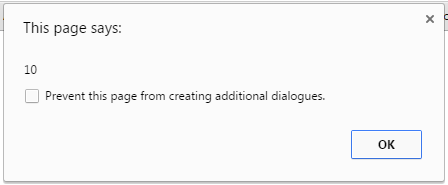 This page says:
10
Prevent this page from creating additional dialogues.
OK